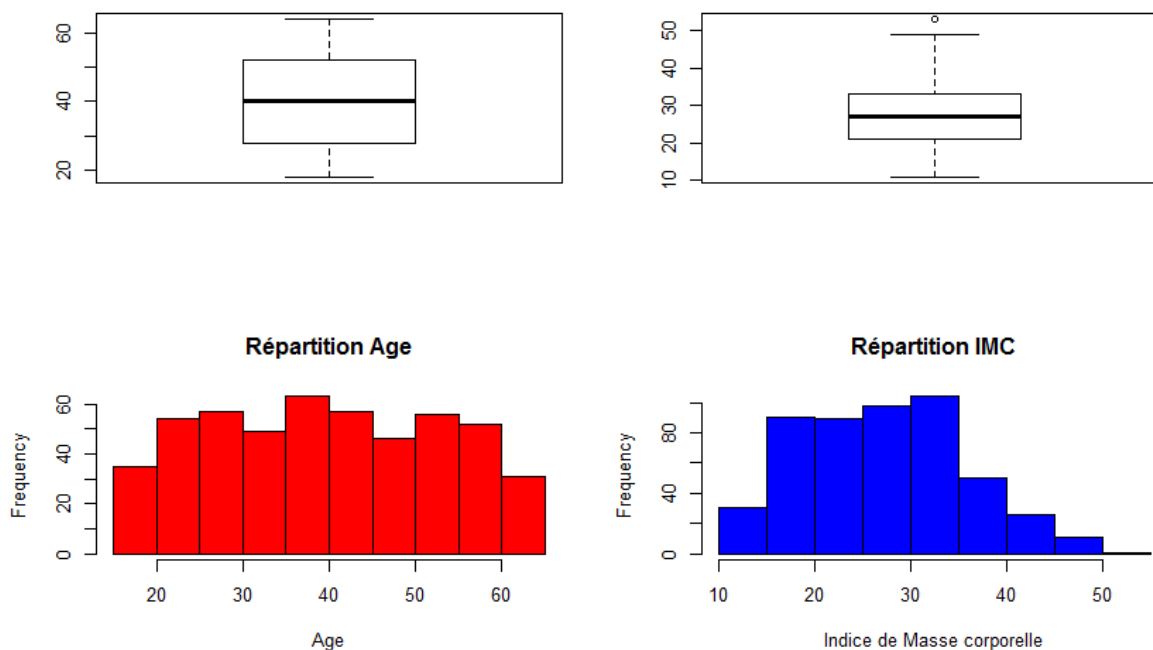 20 40 60
10 20 30 40 50
Répartition Age
Frequency
0 20 40 60
20 30 40 50 60
Age
Répartition IMC
Frequency
0 40 80
10 20 30 40 50
Indice de Masse corporelle